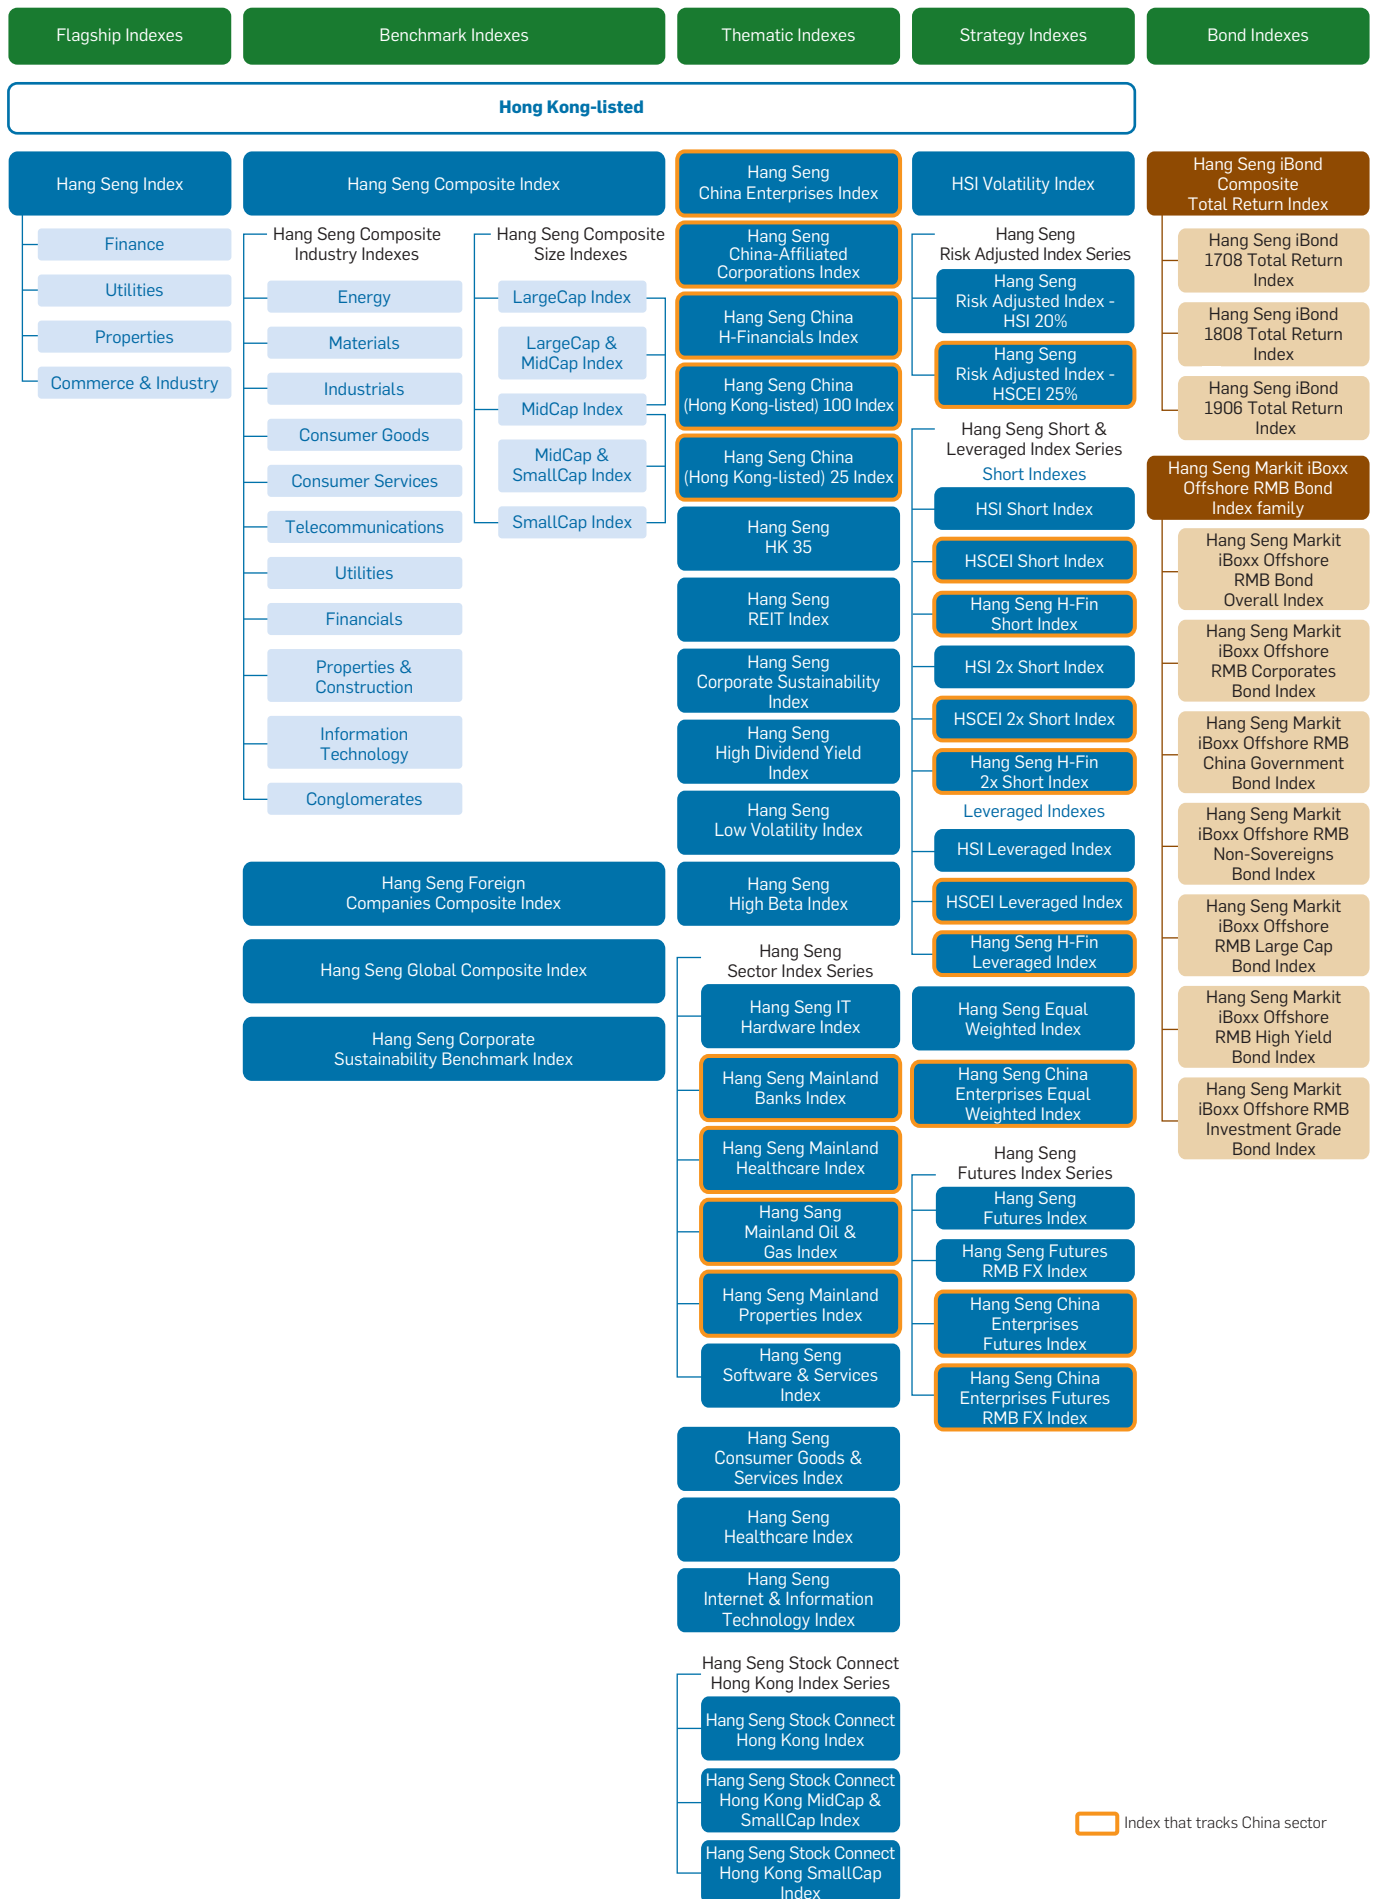 Flagship Indexes
Benchmark Indexes
Thematic Indexes
Strategy Indexes
Bond Indexes
Hong Kong-listed
Hang Seng Index
Finance
Utilities
Properties
Commerce & Industry
Hang Seng Composite Index
Hang Seng Composite
Industry Indexes
Energy
Materials
Industrials
Consumer Goods
Consumer Services
Telecommunications
Utilities
Financials
Properties &
Construction
Information
Technology
Conglomerates
Hang Seng Composite
Size Indexes
LargeCap Index
LargeCap &
MidCap Index
MidCap Index
MidCap &
SmallCap Index
SmallCap Index
Hang Seng Foreign
Companies Composite Index
Hang Seng Global Composite Index
Hang Seng Corporate
Sustainability Benchmark Index
Hang Seng
China Enterprises Index
Hang Seng
China-Affiliated
Corporations Index
Hang Seng China
H-Financials Index
Hang Seng China
(Hong Kong-listed) 100 Index
Hang Seng China
(Hong Kong-listed) 25 Index
Hang Seng
HK 35
Hang Seng
REIT Index
Hang Seng
Corporate Sustainability
Index
Hang Seng
High Dividend Yield
Index
Hang Seng
Low Volatility Index
Hang Seng
High Beta Index
Hang Seng
Sector Index Series
Hang Seng IT
Hardware Index
Hang Seng Mainland
Banks Index
Hang Seng Mainland
Healthcare Index
Hang Sang
Mainland Oil &
Gas Index
Hang Seng Mainland
Properties Index
Hang Seng
Software & Services
Index
Hang Seng
Consumer Goods &
Services Index
Hang Seng
Healthcare Index
Hang Seng
Internet & Information
Technology Index
Hang Seng Stock Connect
Hong Kong Index Series
Hang Seng Stock Connect
Hong Kong Index
Hang Seng Stock Connect
Hong Kong MidCap &
SmallCap Index
Hang Seng Stock Connect
Hong Kong SmallCap
Index
HSI Volatility Index
Hang Seng
Risk Adjusted Index Series
Hang Seng
Risk Adjusted Index -
HSI 20%
Hang Seng
Risk Adjusted Index -
HSCEI 25%
Hang Seng Short &
Leveraged Index Series
Short Indexes
HSI Short Index
HSCEI Short Index
Hang Seng H-Fin
Short Index
HSI 2x Short Index
HSCEI 2x Short Index
Hang Seng H-Fin
2x Short Index
Leveraged Indexes
HSI Leveraged Index
HSCEI Leveraged Index
Hang Seng H-Fin
Leveraged Index
Hang Seng Equal
Weighted Index
Hang Seng China
Enterprises Equal
Weighted Index
Hang Seng
Futures Index Series
Hang Seng
Futures Index
Hang Seng Futures
RMB FX Index
Hang Seng China
Enterprises
Futures Index
Hang Seng China
Enterprises Futures
RMB FX Index
Hang Seng iBond
Composite
Total Return Index
Hang Seng iBond
1708 Total Return
Index
Hang Seng iBond
1808 Total Return
Index
Hang Seng iBond
1906 Total Return
Index
Hang Seng Markit iBoxx
Offshore RMB Bond
Index family
Hang Seng Markit
iBoxx Offshore
RMB Bond
Overall Index
Hang Seng Markit
iBoxx Offshore
RMB Corporates
Bond Index
Hang Seng Markit
iBoxx Offshore RMB
China Government
Bond Index
Hang Seng Markit
iBoxx Offshore RMB
Non-Sovereigns
Bond Index
Hang Seng Markit
iBoxx Offshore
RMB Large Cap
Bond Index
Hang Seng Markit
iBoxx Offshore
RMB High Yield
Bond Index
Hang Seng Markit
iBoxx Offshore RMB
Investment Grade
Bond Index
Index that tracks China sector